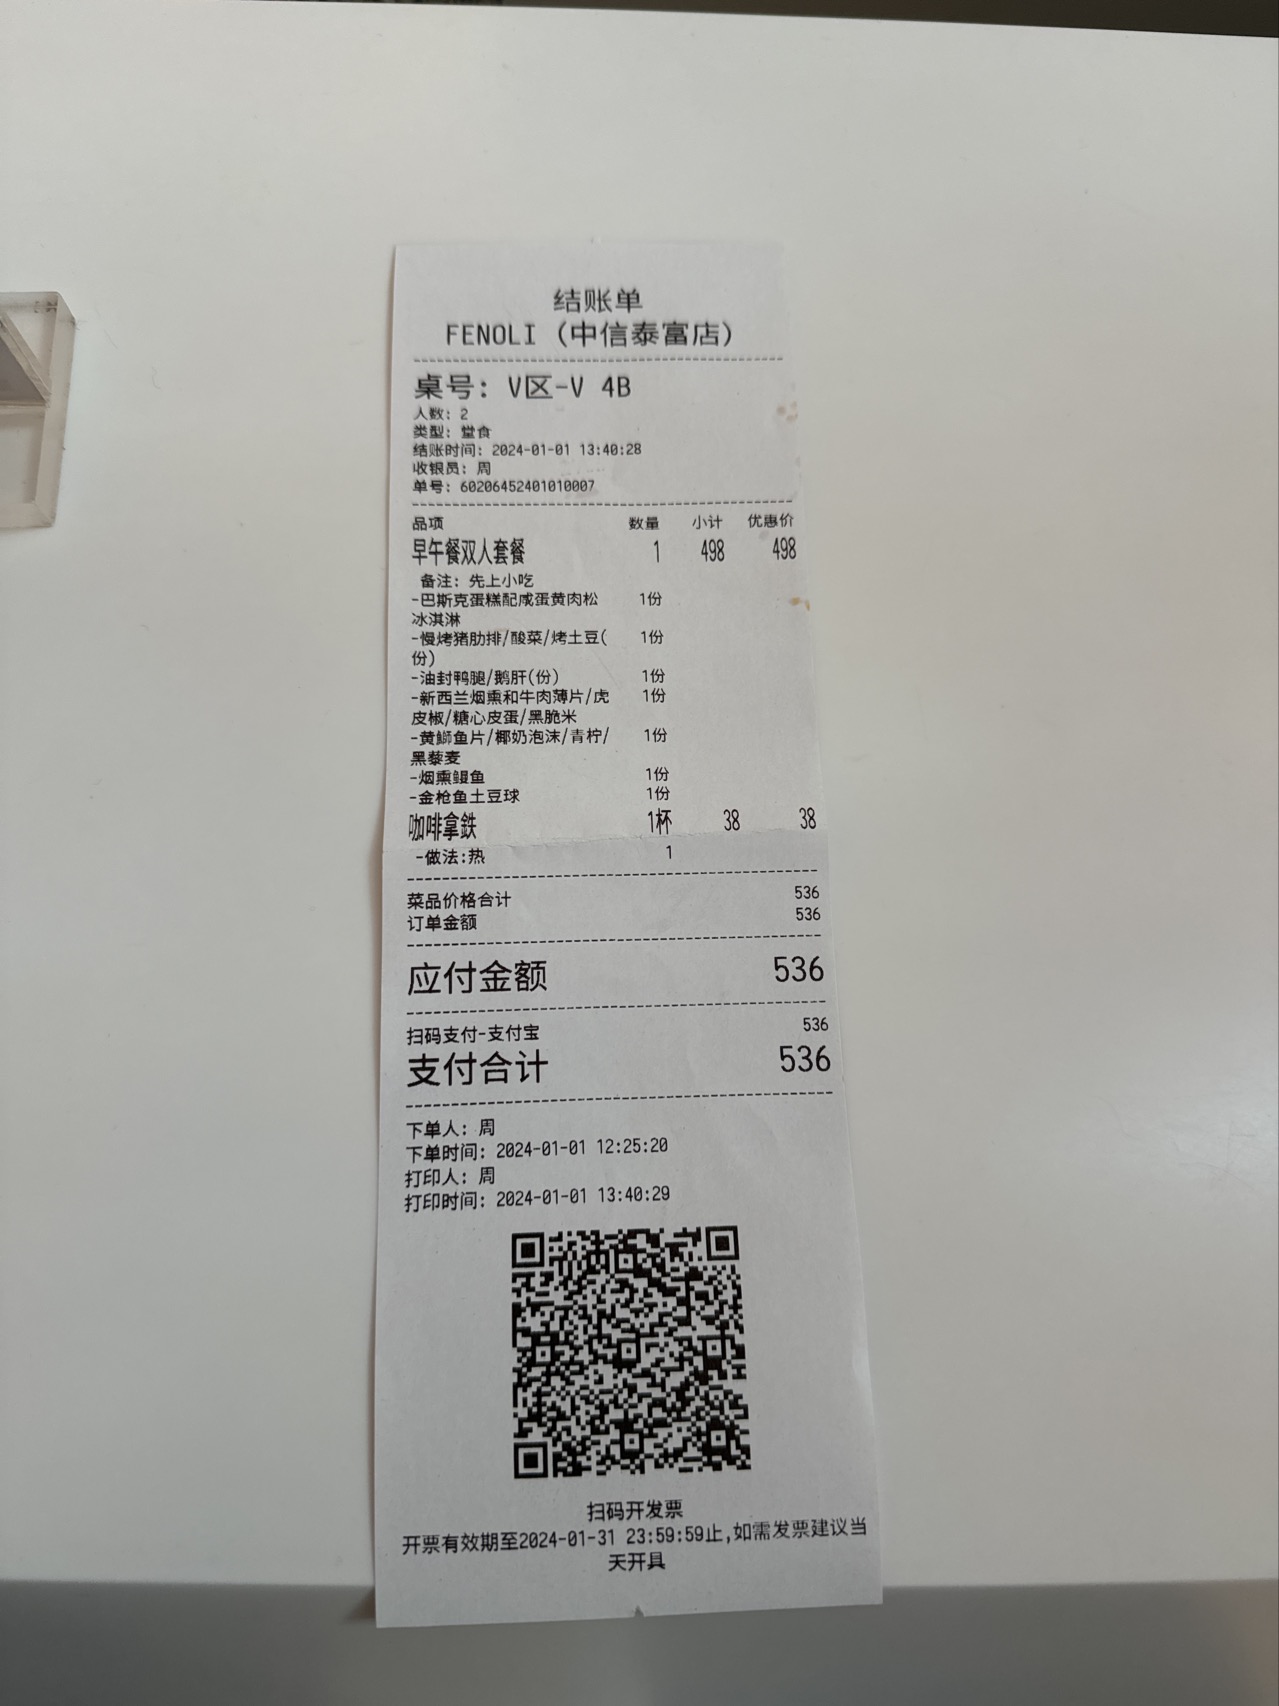 结账单
FENOLI (中信泰富店)
桌号: V区-V 4B
人数: 2
类型: 堂食
结账时间: 2024-01-01 13:40:28
收银员: 周
单号: 60206452401010007
品项 数量 小计 优惠价
早午餐双人套餐 1 498 498
备注: 先上小吃
-巴斯克蛋糕配咸蛋黄肉松 1份
冰淇淋
-慢烤猪肋排/酸菜/烤土豆( 1份
份)
-油封鸭腿/鹅肝(份) 1份
-新西兰烟熏和牛肉薄片/虎 1份
皮椒/糖心皮蛋/黑脆米
-黄鰤鱼片/椰奶泡沫/青柠/ 1份
黑藜麦
-烟熏鳗鱼 1份
-金枪鱼土豆球 1份
咖啡拿鉄 1杯 38 38
-做法:热 1
菜品价格合计 536
订单金额 536
应付金额 536
扫码支付-支付宝 536
支付合计 536
下单人: 周
下单时间: 2024-01-01 12:25:20
打印人: 周
打印时间: 2024-01-01 13:40:29
扫码开发票
开票有效期至2024-01-31 23:59:59止,如需发票建议当
天开具